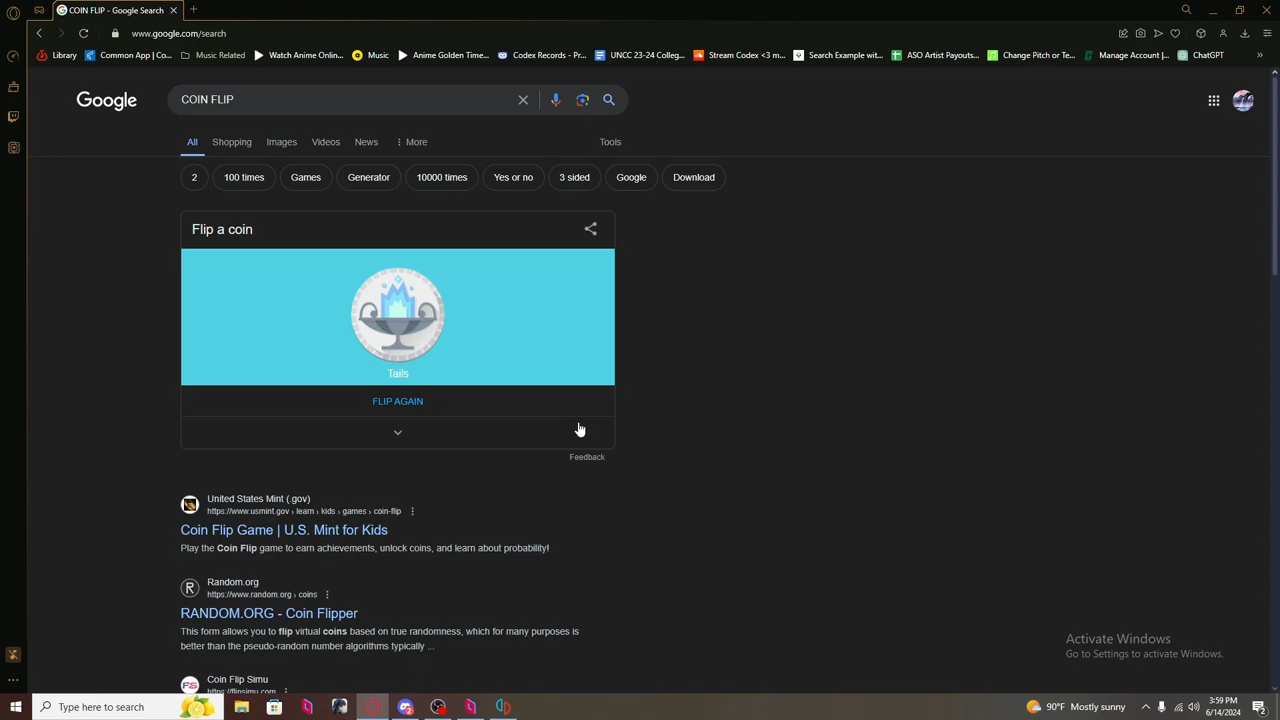 COIN FLIP - Google Search
www.google.com/search
Library Common App | Co... Music Related Watch Anime Onlin... Music Anime Golden Time... Codex Records - Pr... UNCC 23-24 Colleg... Stream Codex <3 m... Search Example wit... ASO Artist Payouts... Change Pitch or Te... Manage Account |... ChatGPT
Google COIN FLIP
All Shopping Images Videos News More Tools
2 100 times Games Generator 10000 times Yes or no 3 sided Google Download
Flip a coin
Tails
FLIP AGAIN
Feedback
United States Mint (.gov)
https://www.usmint.gov › learn › kids › games › coin-flip
Coin Flip Game | U.S. Mint for Kids
Play the Coin Flip game to earn achievements, unlock coins, and learn about probability!
R Random.org
https://www.random.org › coins
RANDOM.ORG - Coin Flipper
This form allows you to flip virtual coins based on true randomness, which for many purposes is
better than the pseudo-random number algorithms typically ...
Coin Flip Simu
https://flipsimu.com
Activate Windows
Go to Settings to activate Windows.
Type here to search
90°F Mostly sunny
3:59 PM
6/14/2024
2